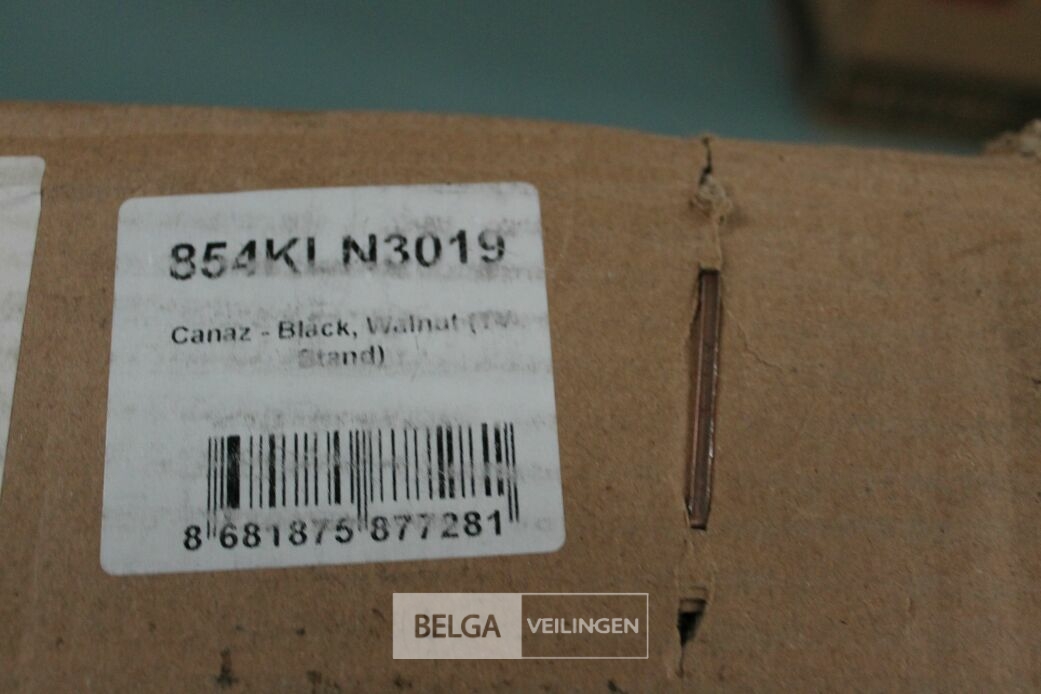 854KLN3019
Canaz - Black, Walnut (TV
Stand)
8 681875 877281
BELGA VEILINGEN